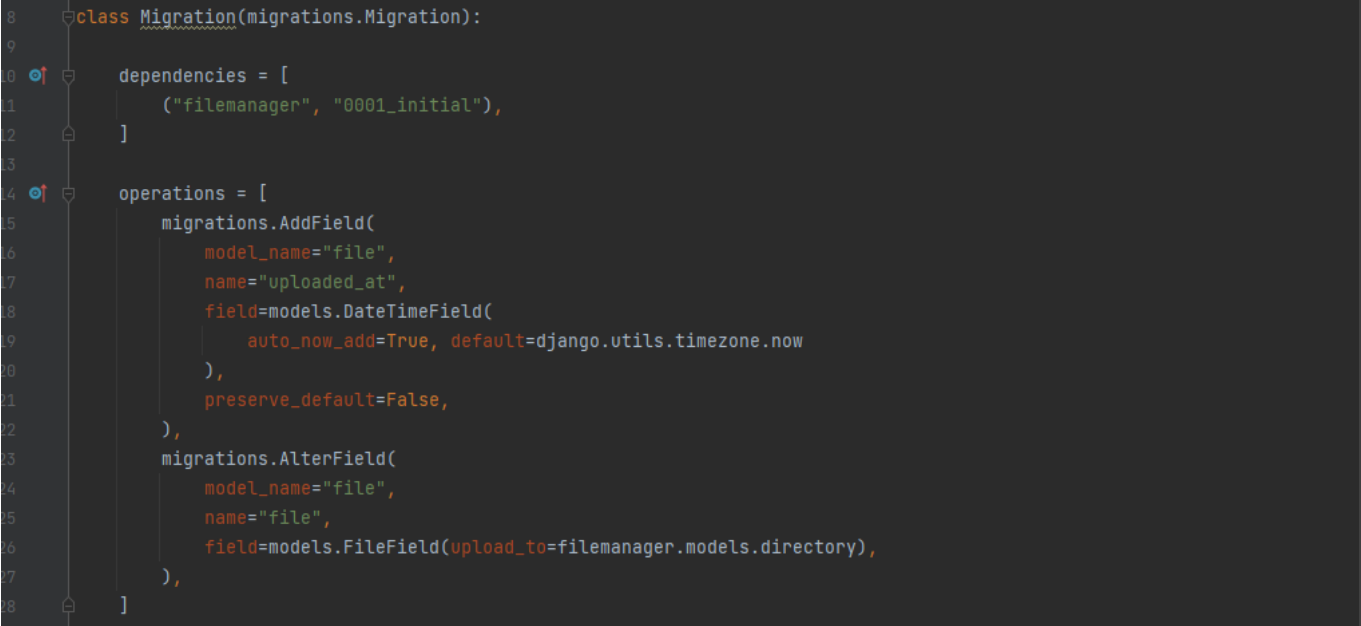 8 class Migration(migrations.Migration):
9
10 dependencies = [
11 ("filemanager", "0001_initial"),
12 ]
13
14 operations = [
15 migrations.AddField(
16 model_name="file",
17 name="uploaded_at",
18 field=models.DateTimeField(
19 auto_now_add=True, default=django.utils.timezone.now
20 ),
21 preserve_default=False,
22 ),
23 migrations.AlterField(
24 model_name="file",
25 name="file",
26 field=models.FileField(upload_to=filemanager.models.directory),
27 ),
28 ]